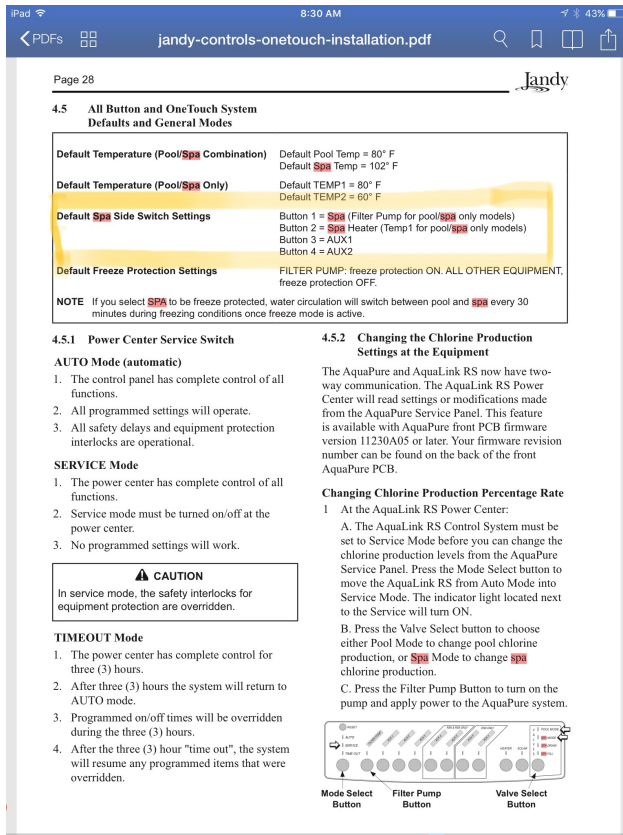 iPad
8:30 AM
43%
PDFs
jandy-controls-onetouch-installation.pdf
Page 28
Jandy
4.5 All Button and OneTouch System
Defaults and General Modes
Default Temperature (Pool/Spa Combination) Default Pool Temp = 80° F
Default Spa Temp = 102° F
Default Temperature (Pool/Spa Only) Default TEMP1 = 80° F
Default TEMP2 = 60° F
Default Spa Side Switch Settings Button 1 = Spa (Filter Pump for pool/spa only models)
Button 2 = Spa Heater (Temp1 for pool/spa only models)
Button 3 = AUX1
Button 4 = AUX2
Default Freeze Protection Settings FILTER PUMP: freeze protection ON. ALL OTHER EQUIPMENT,
freeze protection OFF.
NOTE If you select SPA to be freeze protected, water circulation will switch between pool and spa every 30
minutes during freezing conditions once freeze mode is active.
4.5.1 Power Center Service Switch
AUTO Mode (automatic)
1. The control panel has complete control of all
functions.
2. All programmed settings will operate.
3. All safety delays and equipment protection
interlocks are operational.
SERVICE Mode
1. The power center has complete control of all
functions.
2. Service mode must be turned on/off at the
power center.
3. No programmed settings will work.
CAUTION
In service mode, the safety interlocks for
equipment protection are overridden.
TIMEOUT Mode
1. The power center has complete control for
three (3) hours.
2. After three (3) hours the system will return to
AUTO mode.
3. Programmed on/off times will be overridden
during the three (3) hours.
4. After the three (3) hour "time out", the system
will resume any programmed items that were
overridden.
4.5.2 Changing the Chlorine Production
Settings at the Equipment
The AquaPure and AquaLink RS now have two-
way communication. The AquaLink RS Power
Center will read settings or modifications made
from the AquaPure Service Panel. This feature
is available with AquaPure front PCB firmware
version 11230A05 or later. Your firmware revision
number can be found on the back of the front
AquaPure PCB.
Changing Chlorine Production Percentage Rate
1 At the AquaLink RS Power Center:
A. The AquaLink RS Control System must be
set to Service Mode before you can change the
chlorine production levels from the AquaPure
Service Panel. Press the Mode Select button to
move the AquaLink RS from Auto Mode into
Service Mode. The indicator light located next
to the Service will turn ON.
B. Press the Valve Select button to choose
either Pool Mode to change pool chlorine
production, or Spa Mode to change spa
chlorine production.
C. Press the Filter Pump Button to turn on the
pump and apply power to the AquaPure system.
RESET
AUTO
SERVICE
TIME OUT
HEATER SOLAR
POOL MODE
SPA MODE
SPA DRAIN
SPA FILL
Mode Select
Button
Filter Pump
Button
Valve Select
Button